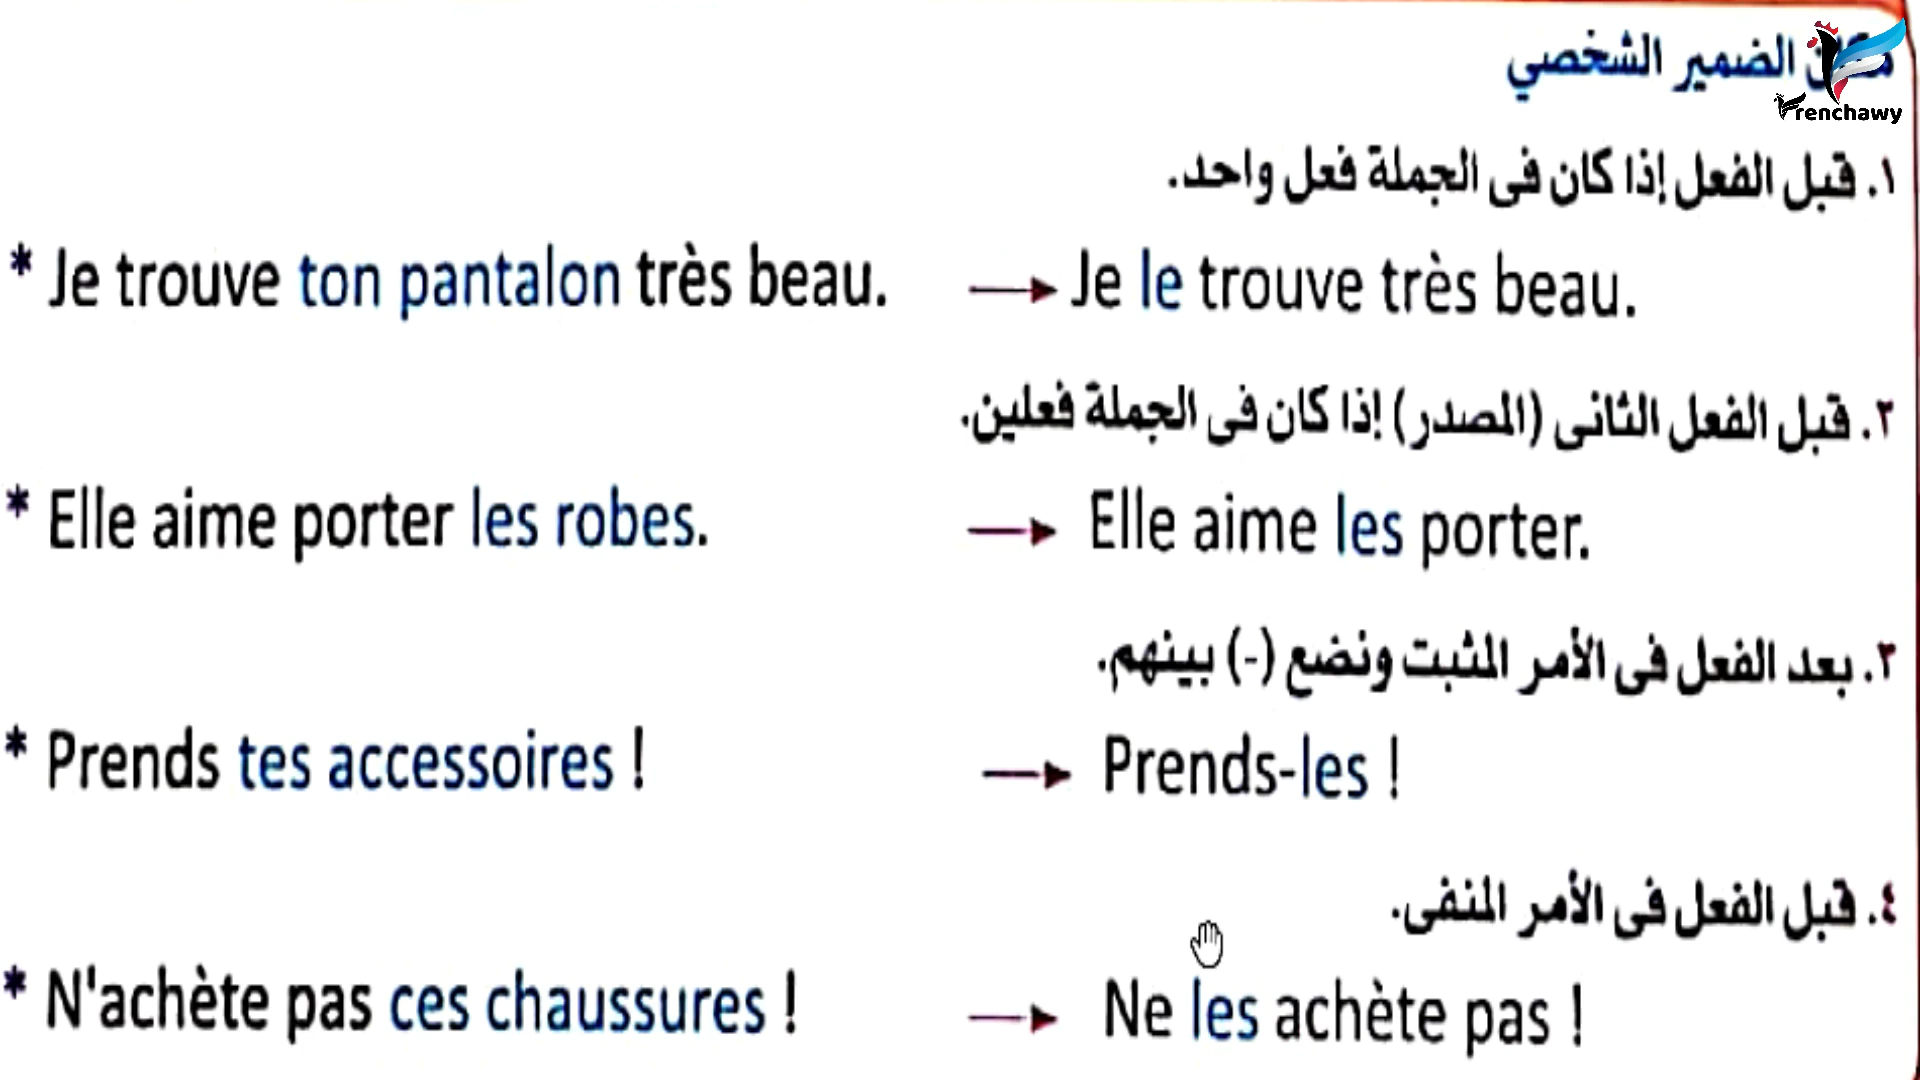 مكان الضمير الشخصي
Frenchawy
١. قبل الفعل إذا كان فى الجملة فعل واحد.
* Je trouve ton pantalon très beau. → Je le trouve très beau.
٢. قبل الفعل الثانى (المصدر) إذا كان فى الجملة فعلين.
* Elle aime porter les robes. → Elle aime les porter.
٣. بعد الفعل فى الأمر المثبت ونضع (-) بينهم.
* Prends tes accessoires ! → Prends-les !
٤. قبل الفعل فى الأمر المنفى.
* N'achète pas ces chaussures ! → Ne les achète pas !